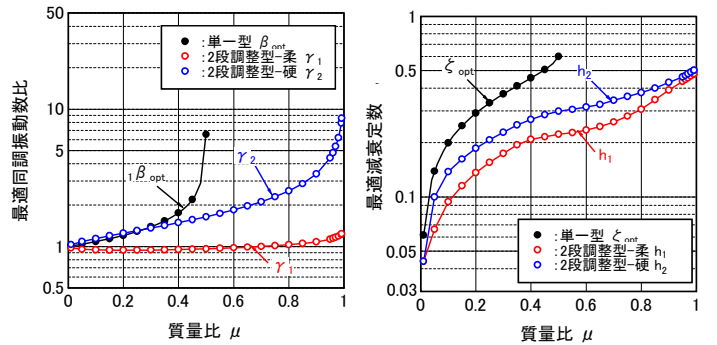 最適同調振動数比
50
10
5
1
0.5
●:単一型 βopt
○:2段調整型-柔 γ1
○:2段調整型-硬 γ2
1βopt.
γ2
γ1
0
0.2
0.4
0.6
0.8
1
質量比 μ
最適減衰定数
1
0.5
0.1
0.05
0.03
ζopt
h2
h1
●:単一型 ζopt
○:2段調整型-柔 h1
○:2段調整型-硬 h2
0
0.2
0.4
0.6
0.8
1
質量比 μ